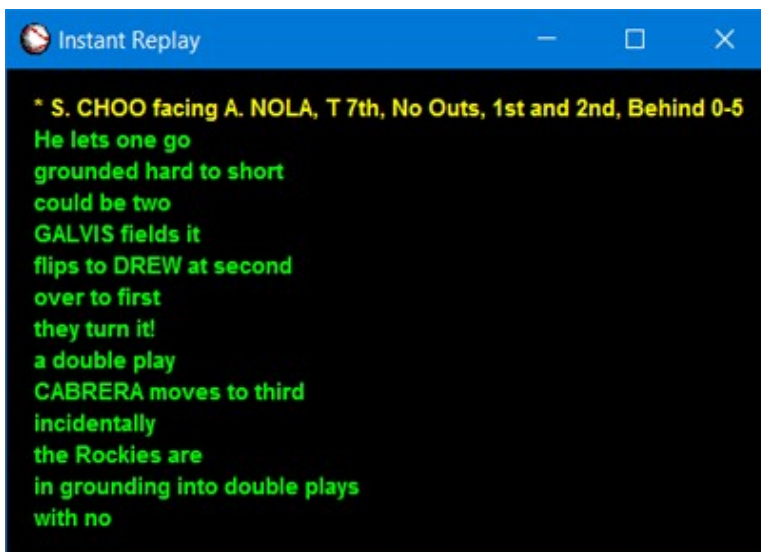 Instant Replay
* S. CHOO facing A. NOLA, T 7th, No Outs, 1st and 2nd, Behind 0-5
He lets one go
grounded hard to short
could be two
GALVIS fields it
flips to DREW at second
over to first
they turn it!
a double play
CABRERA moves to third
incidentally
the Rockies are
in grounding into double plays
with no